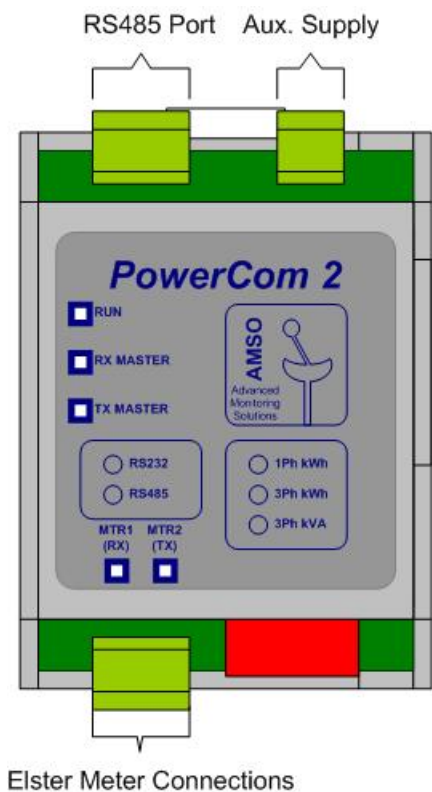 RS485 Port Aux. Supply
PowerCom 2
RUN
RX MASTER
TX MASTER
AMSO
Advanced
Monitoring
Solutions
RS232
RS485
1Ph kWh
3Ph kWh
3Ph kVA
MTR1 MTR2
(RX) (TX)
Elster Meter Connections